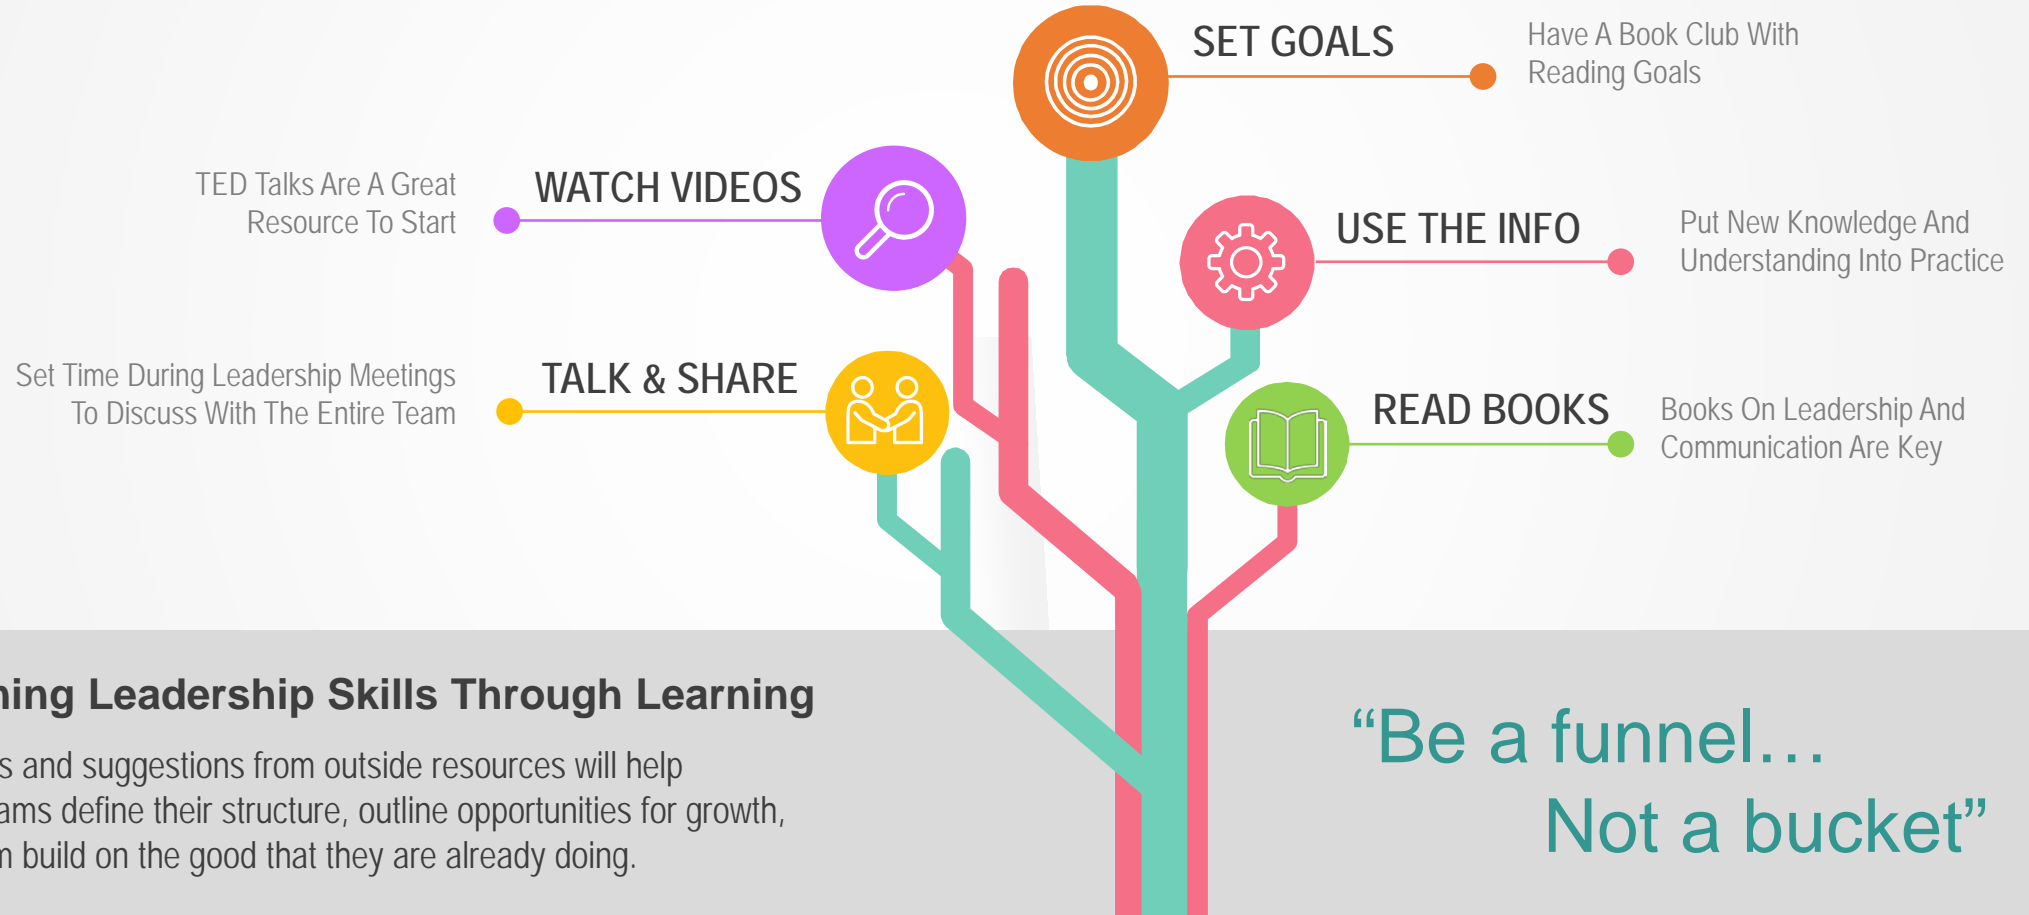 SET GOALS
Have A Book Club With
Reading Goals
WATCH VIDEOS
TED Talks Are A Great
Resource To Start
USE THE INFO
Put New Knowledge And
Understanding Into Practice
TALK & SHARE
Set Time During Leadership Meetings
To Discuss With The Entire Team
READ BOOKS
Books On Leadership And
Communication Are Key
Leadership Skills Through Learning
and suggestions from outside resources will help
define their structure, outline opportunities for growth,
build on the good that they are already doing.
“Be a funnel…
Not a bucket”